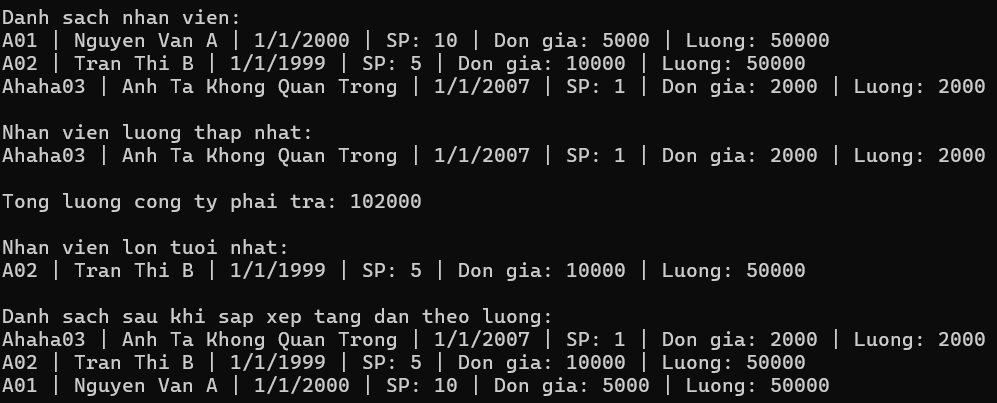 Danh sach nhan vien:
A01 | Nguyen Van A | 1/1/2000 | SP: 10 | Don gia: 5000 | Luong: 50000
A02 | Tran Thi B | 1/1/1999 | SP: 5 | Don gia: 10000 | Luong: 50000
Ahaha03 | Anh Ta Khong Quan Trong | 1/1/2007 | SP: 1 | Don gia: 2000 | Luong: 2000
Nhan vien luong thap nhat:
Ahaha03 | Anh Ta Khong Quan Trong | 1/1/2007 | SP: 1 | Don gia: 2000 | Luong: 2000
Tong luong cong ty phai tra: 102000
Nhan vien lon tuoi nhat:
A02 | Tran Thi B | 1/1/1999 | SP: 5 | Don gia: 10000 | Luong: 50000
Danh sach sau khi sap xep tang dan theo luong:
Ahaha03 | Anh Ta Khong Quan Trong | 1/1/2007 | SP: 1 | Don gia: 2000 | Luong: 2000
A02 | Tran Thi B | 1/1/1999 | SP: 5 | Don gia: 10000 | Luong: 50000
A01 | Nguyen Van A | 1/1/2000 | SP: 10 | Don gia: 5000 | Luong: 50000